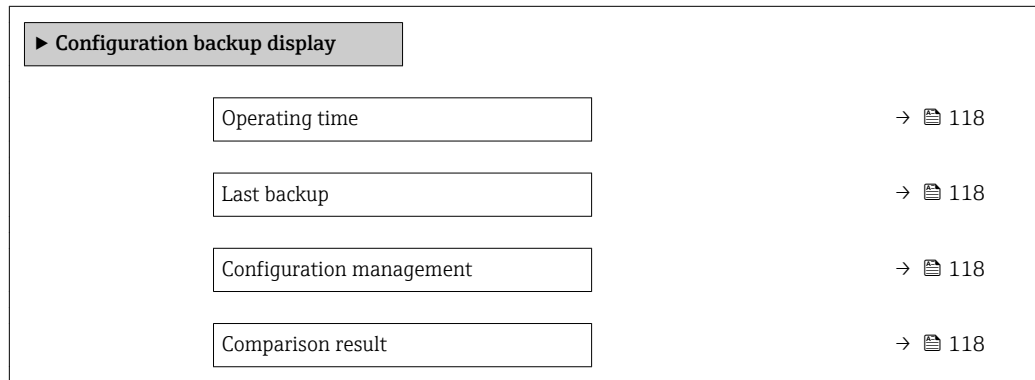 ► Configuration backup display
Operating time → 118
Last backup → 118
Configuration management → 118
Comparison result → 118